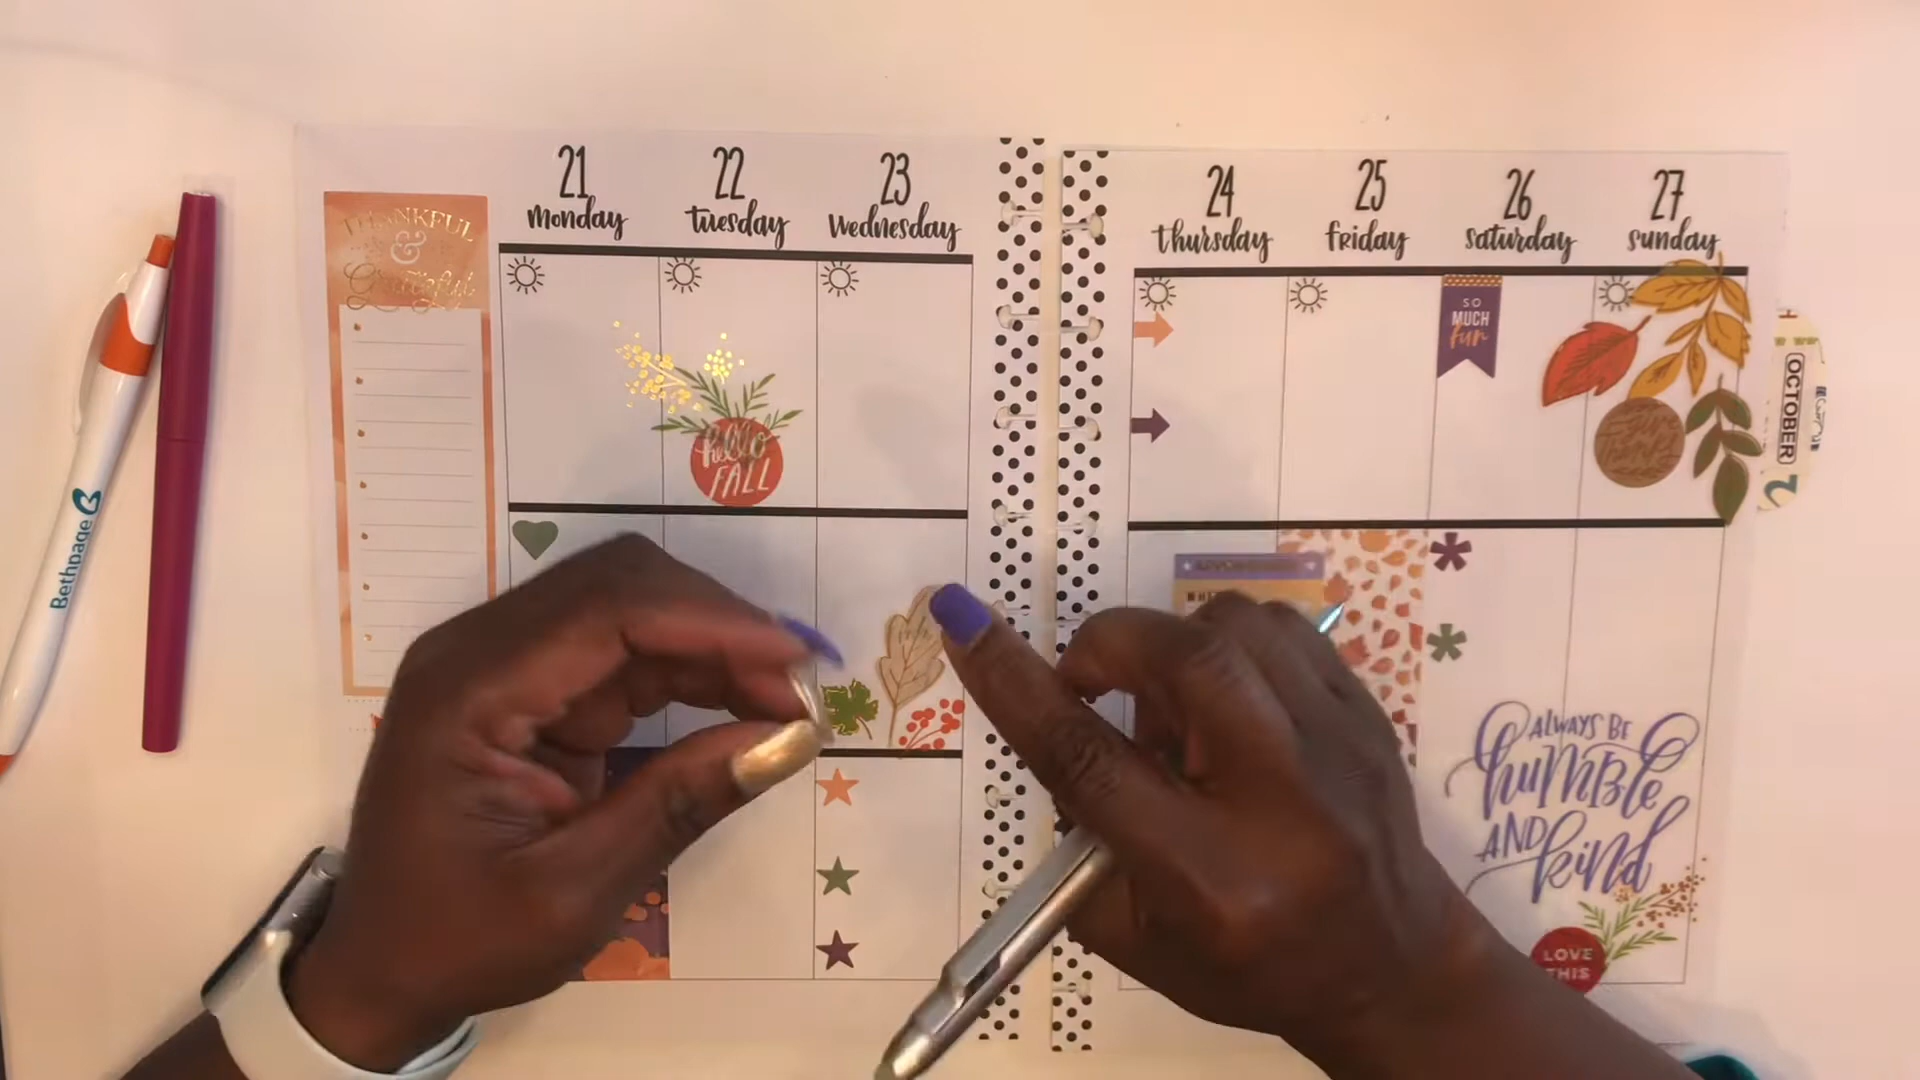 21
monday
22
tuesday
23
wednesday
24
thursday
25
friday
26
saturday
27
sunday
THANKFUL
&
Grateful
hello
FALL
SO
MUCH
fun
OCTOBER
Bethpage
ALWAYS BE
humble
AND
kind
LOVE
THIS